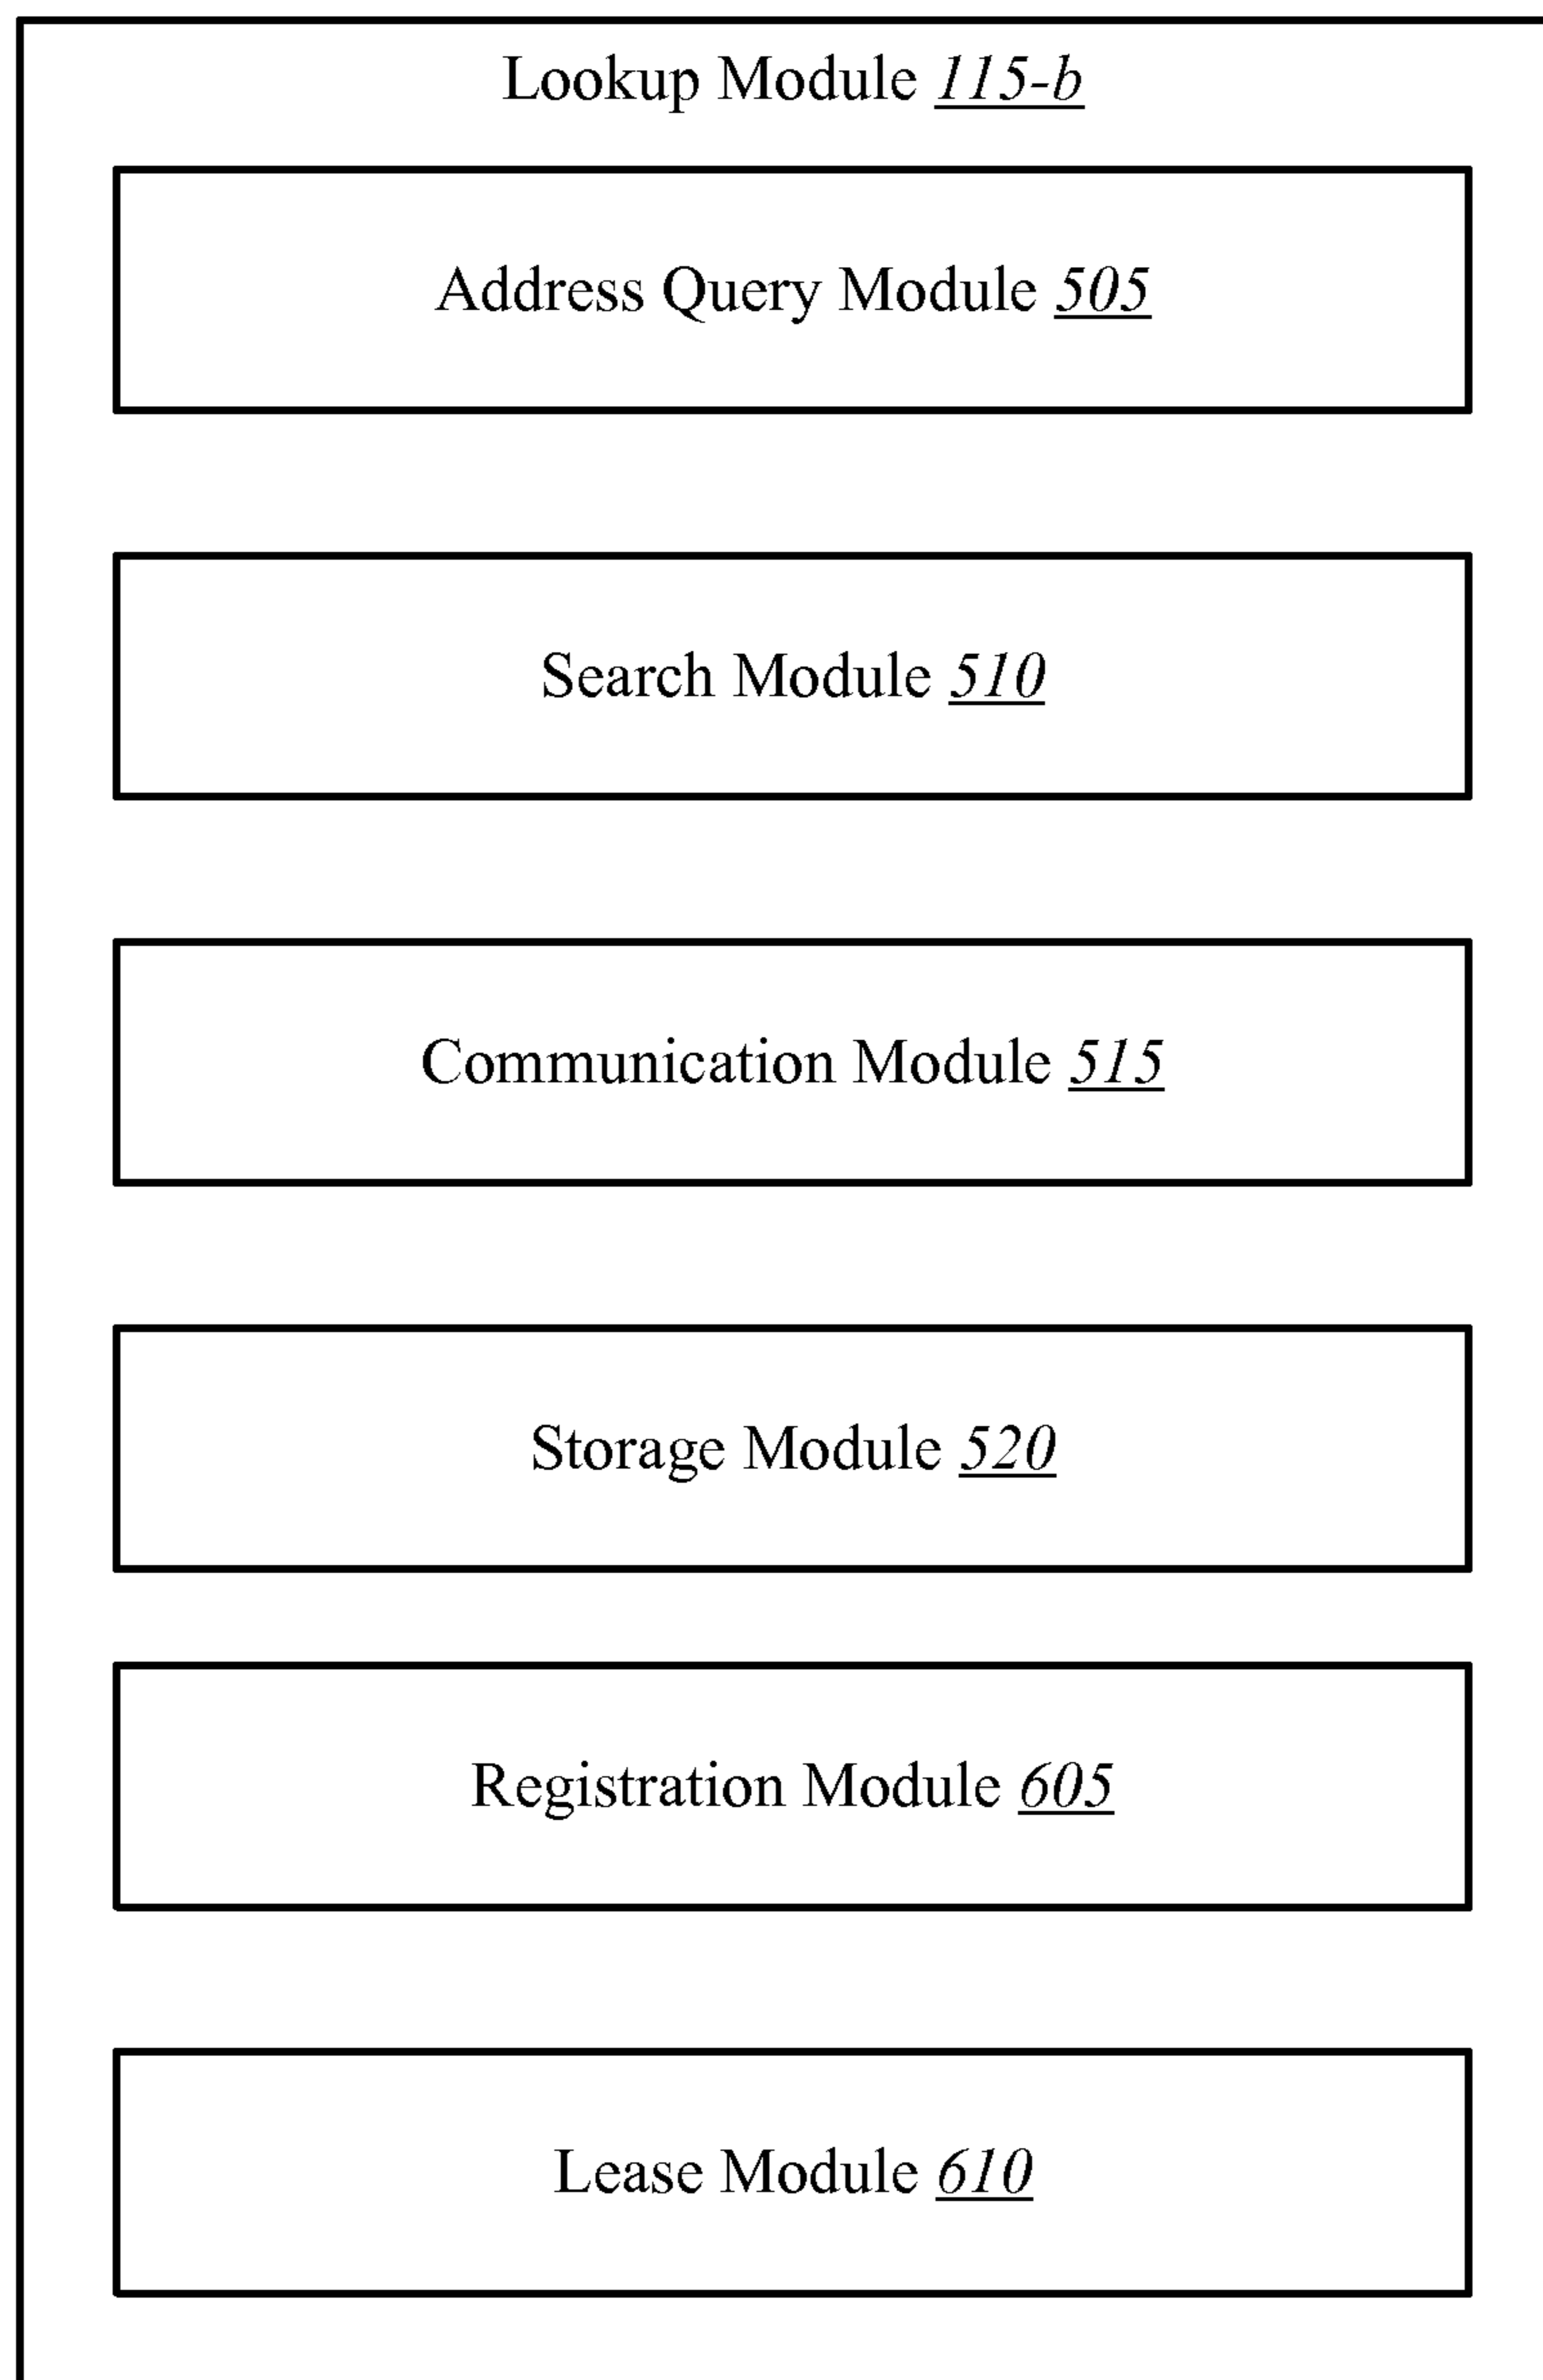 Lookup Module 115-b
Address Query Module 505
Search Module 510
Communication Module 515
Storage Module 520
Registration Module 605
Lease Module 610